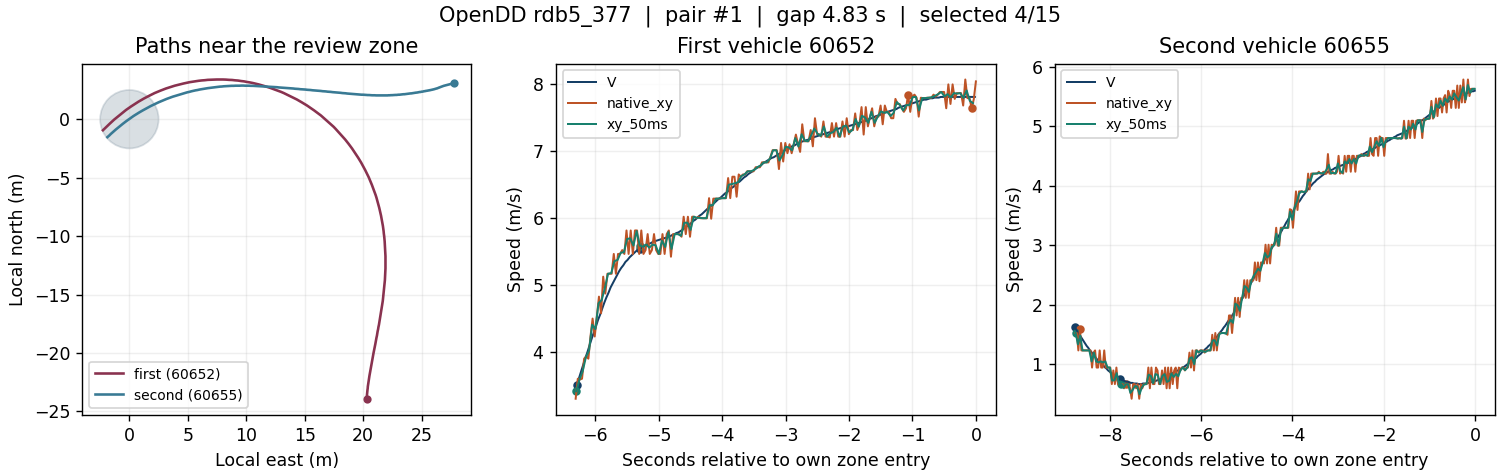 OpenDD rdb5_377 | pair #1 | gap 4.83 s | selected 4/15
Paths near the review zone
Local north (m)
0
−5
−10
−15
−20
−25
first (60652)
second (60655)
0 5 10 15 20 25
Local east (m)
First vehicle 60652
Speed (m/s)
8
7
6
5
4
V
native_xy
xy_50ms
−6 −5 −4 −3 −2 −1 0
Seconds relative to own zone entry
Second vehicle 60655
Speed (m/s)
6
5
4
3
2
1
V
native_xy
xy_50ms
−8 −6 −4 −2 0
Seconds relative to own zone entry